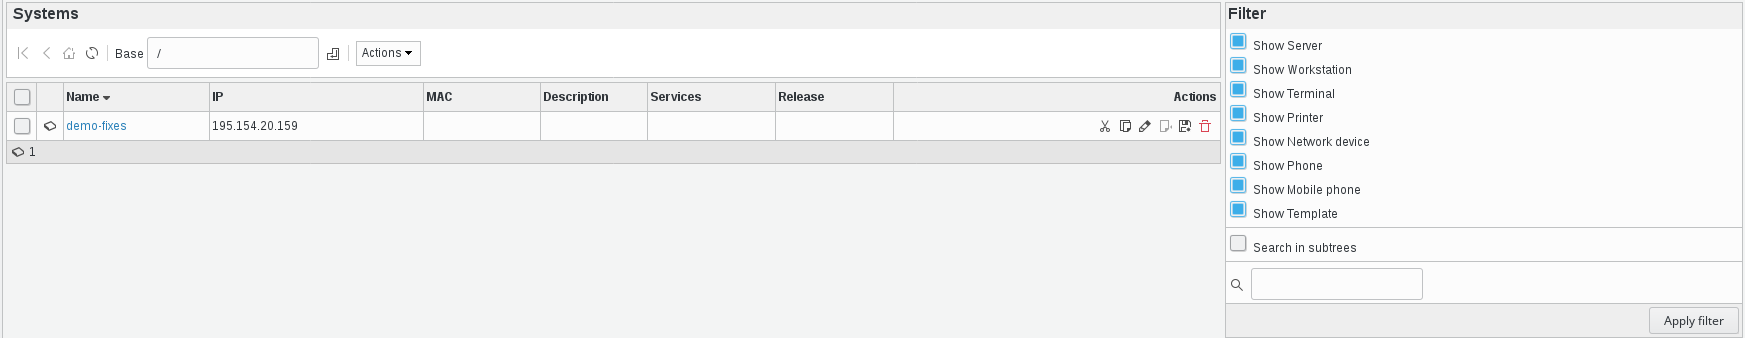 Systems
Base / Actions
Name IP MAC Description Services Release Actions
demo-fixes 195.154.20.159
1
Filter
Show Server
Show Workstation
Show Terminal
Show Printer
Show Network device
Show Phone
Show Mobile phone
Show Template
Search in subtrees
Apply filter